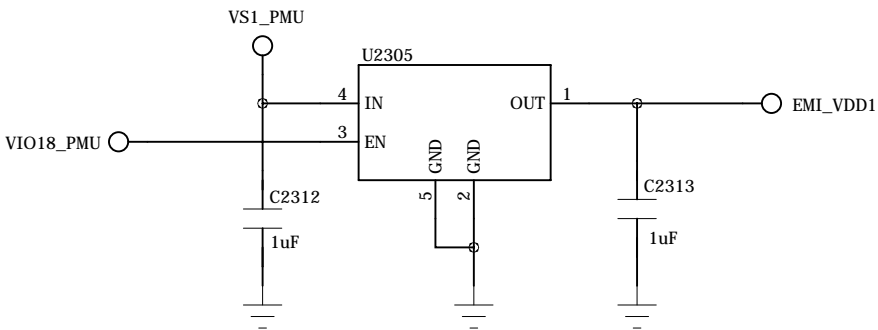 VS1_PMU
U2305
4 IN OUT 1 EMI_VDD1
VIO18_PMU 3 EN
GND GND
5 2
C2312 C2313
1uF 1uF